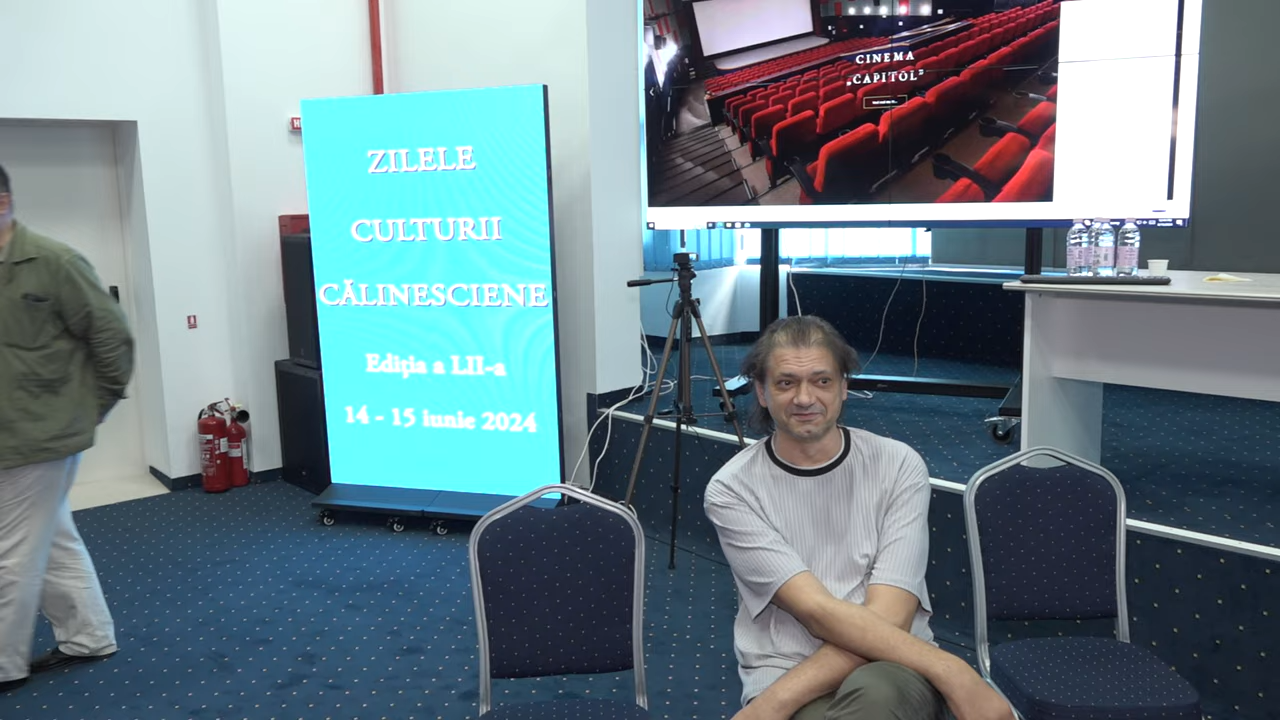 ZILELE
CULTURII
CĂLINESCIENE
Ediția a LII-a
14 - 15 iunie 2024
CINEMA
„CAPITOL”